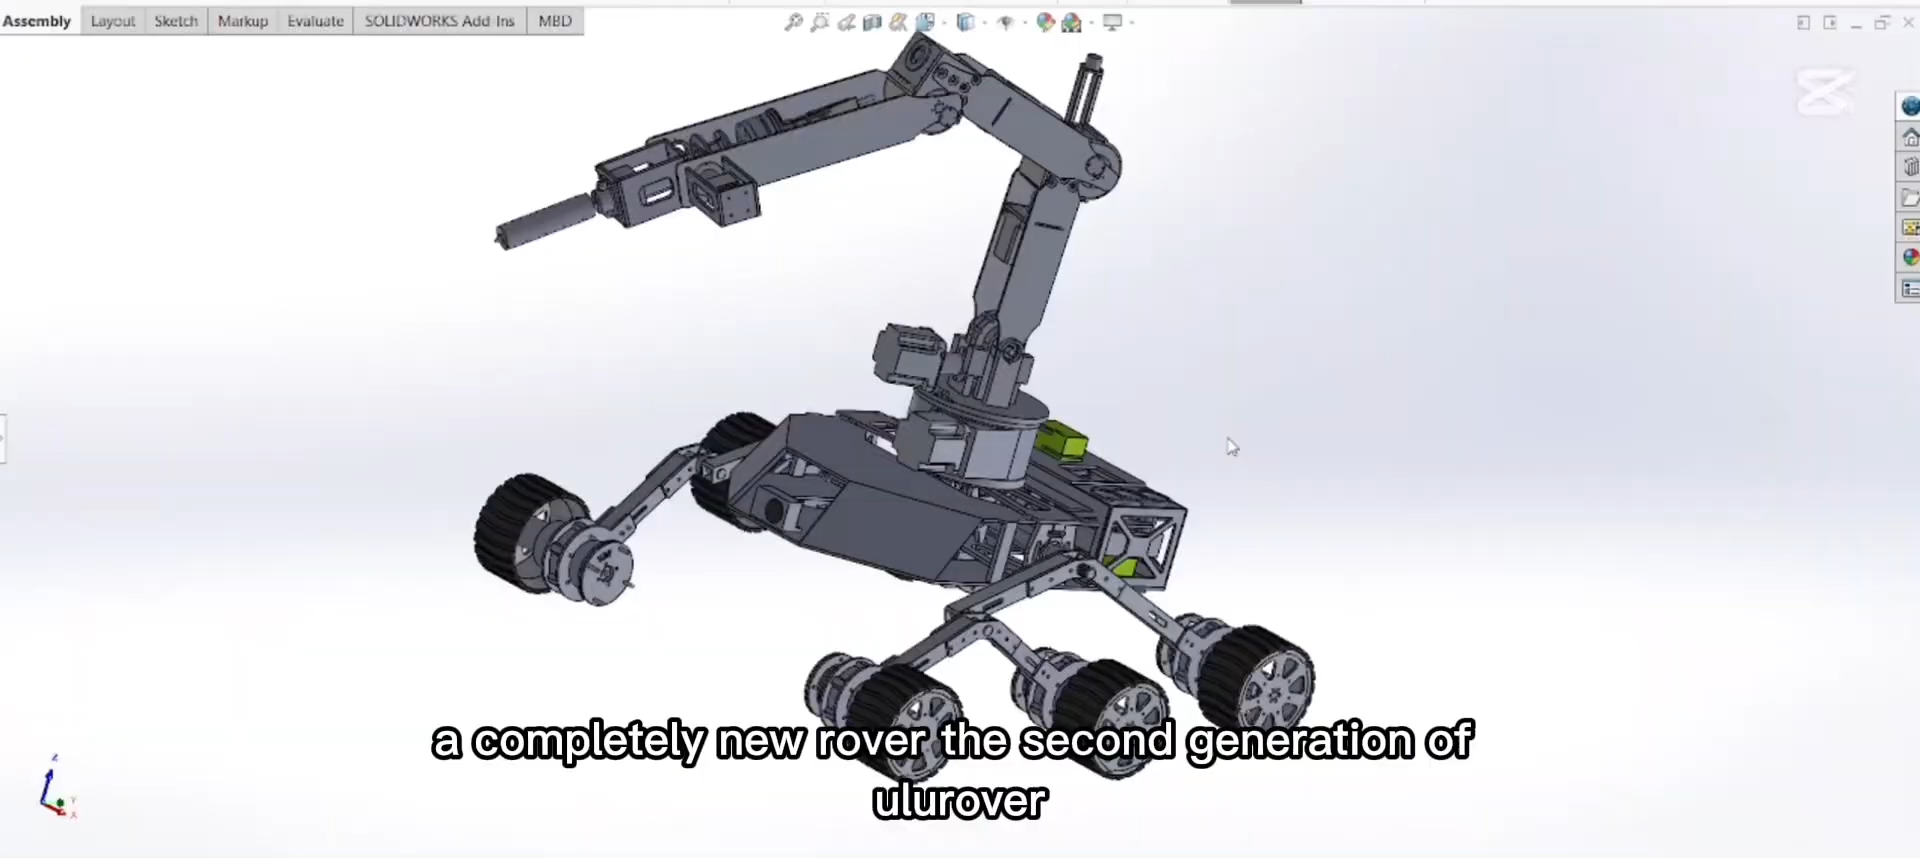 Assembly Layout Sketch Markup Evaluate SOLIDWORKS Add-Ins MBD
a completely new rover the second generation of
ulurover
Z
Y
X